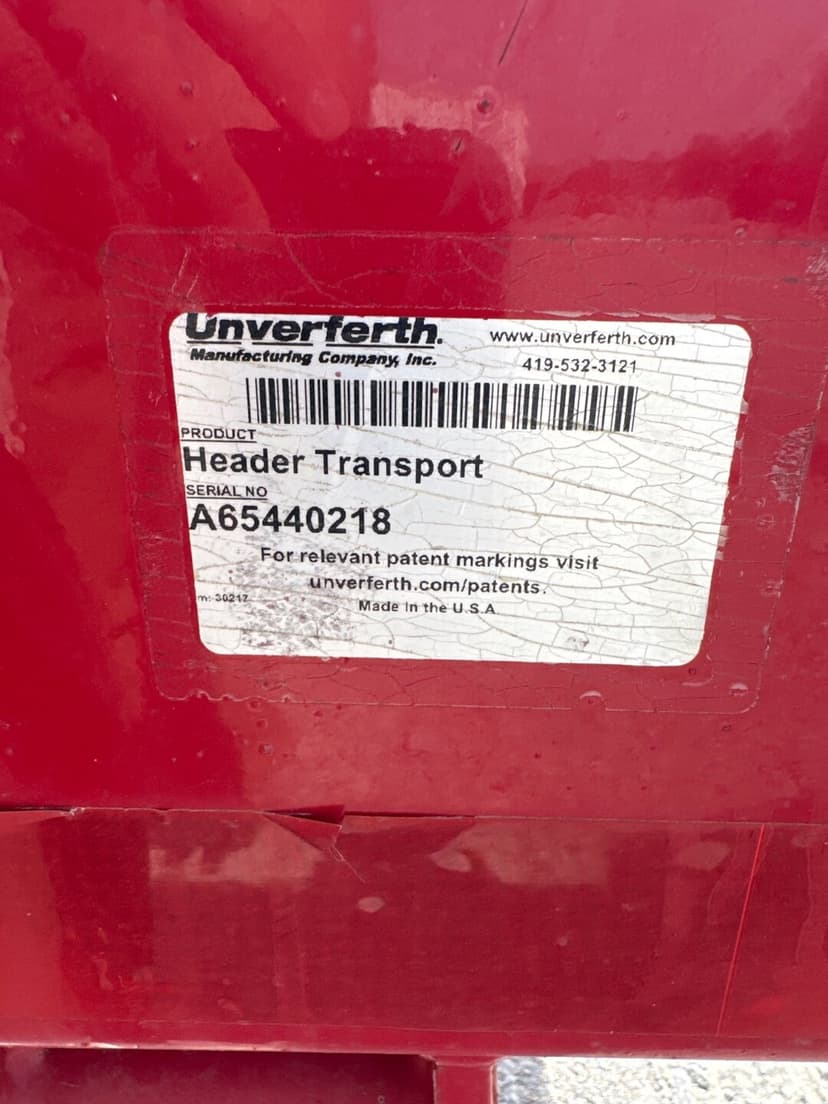 Unverferth.
Manufacturing Company, Inc.
www.unverferth.com
419-532-3121
PRODUCT
Header Transport
SERIAL NO
A65440218
For relevant patent markings visit
unverferth.com/patents.
m: 30217
Made in the U.S.A